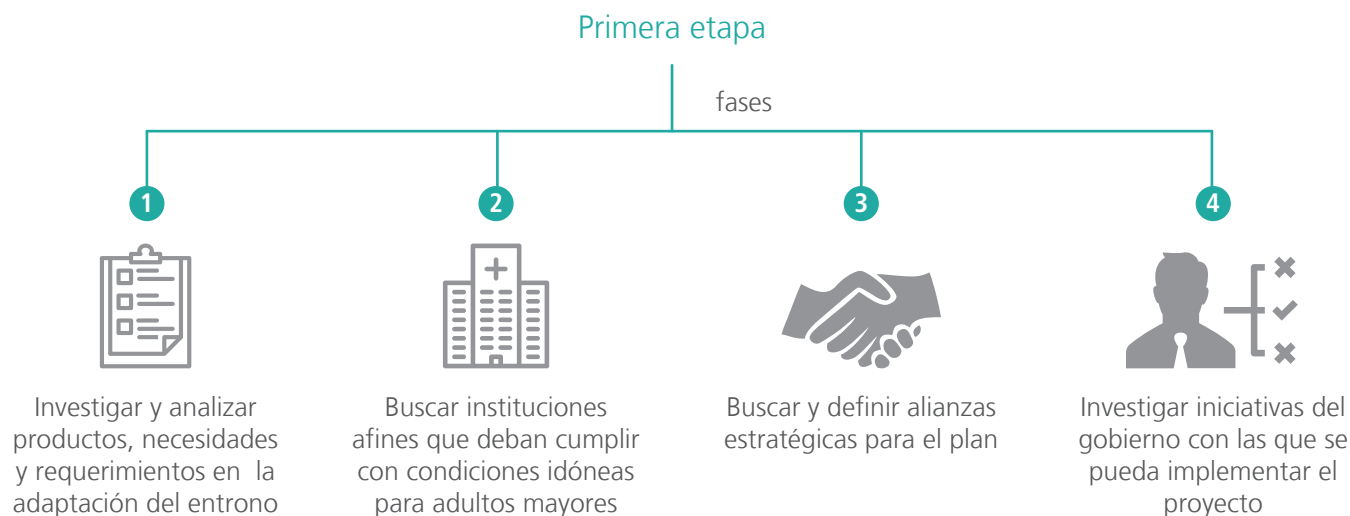 Primera etapa
fases
1
2
3
4
Investigar y analizar
productos, necesidades
y requerimientos en la
adaptación del entrono
Buscar instituciones
afines que deban cumplir
con condiciones idóneas
para adultos mayores
Buscar y definir alianzas
estratégicas para el plan
Investigar iniciativas del
gobierno con las que se
pueda implementar el
proyecto